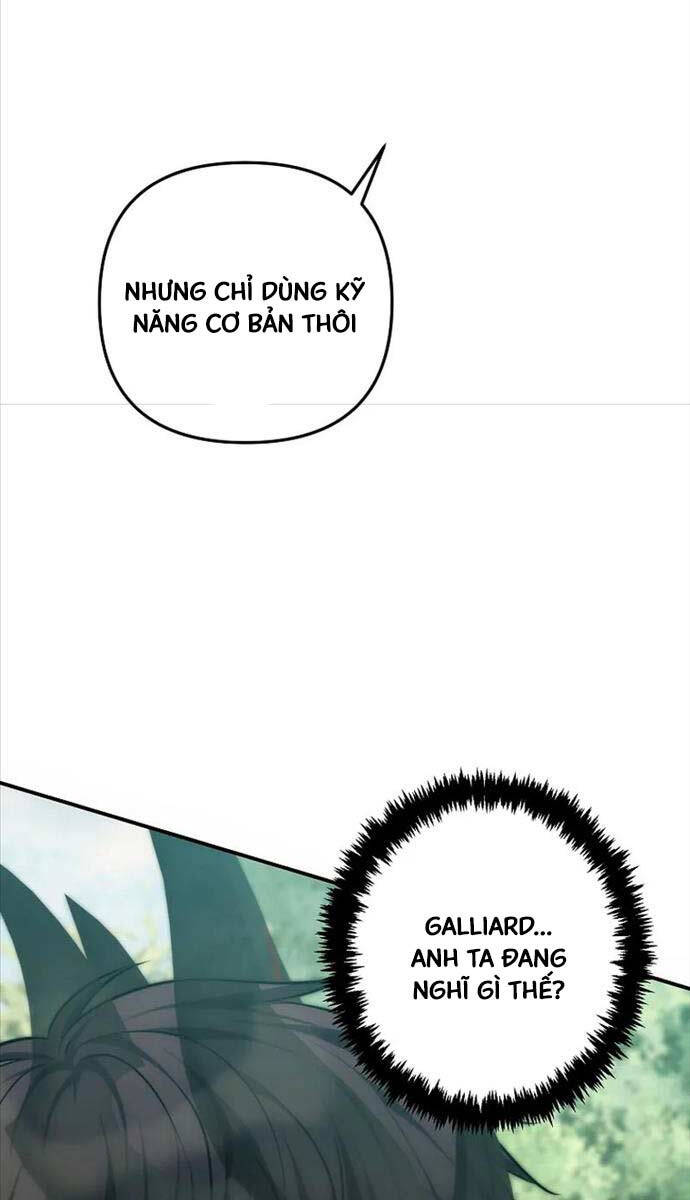 NHƯNG CHỈ DÙNG KỸ
NĂNG CƠ BẢN THÔI
GALLIARD...
ANH TA ĐANG
NGHĨ GÌ THẾ?